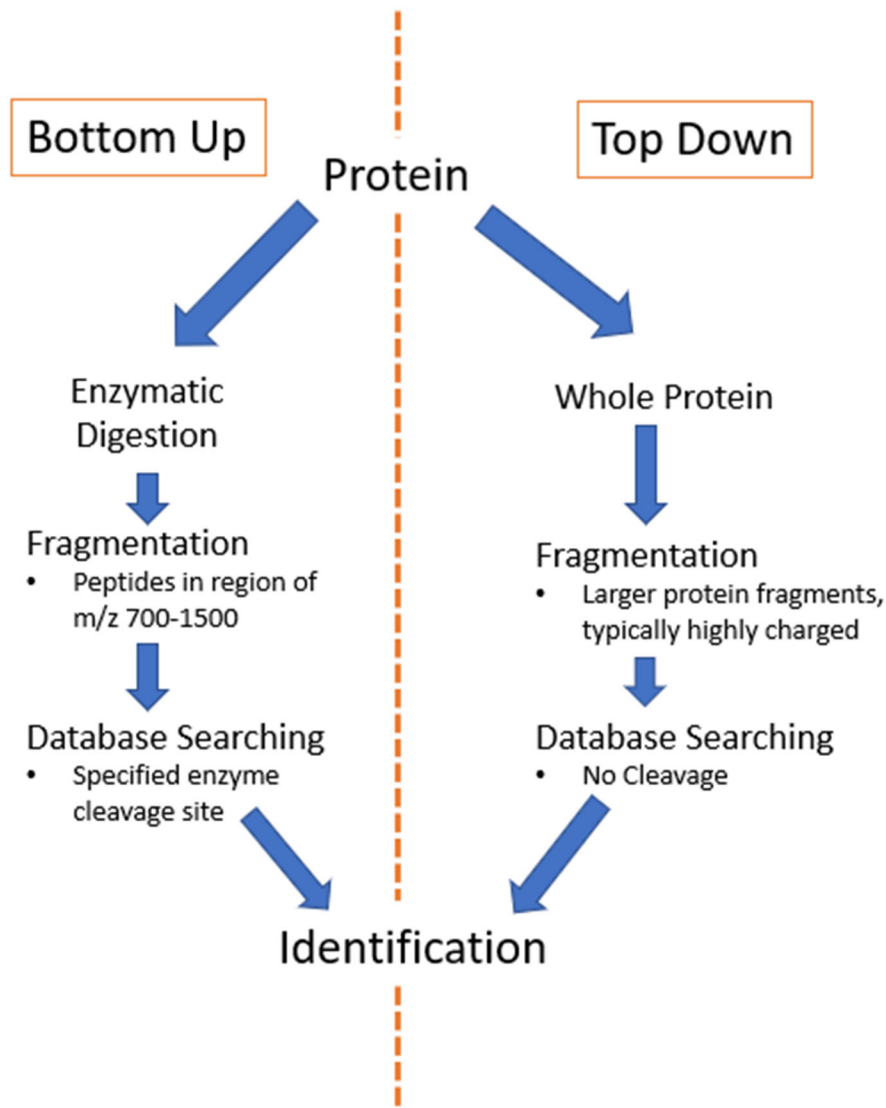 Bottom Up
Top Down
Protein
Enzymatic
Digestion
Fragmentation
• Peptides in region of
m/z 700-1500
Database Searching
• Specified enzyme
cleavage site
Whole Protein
Fragmentation
• Larger protein fragments,
typically highly charged
Database Searching
• No Cleavage
Identification